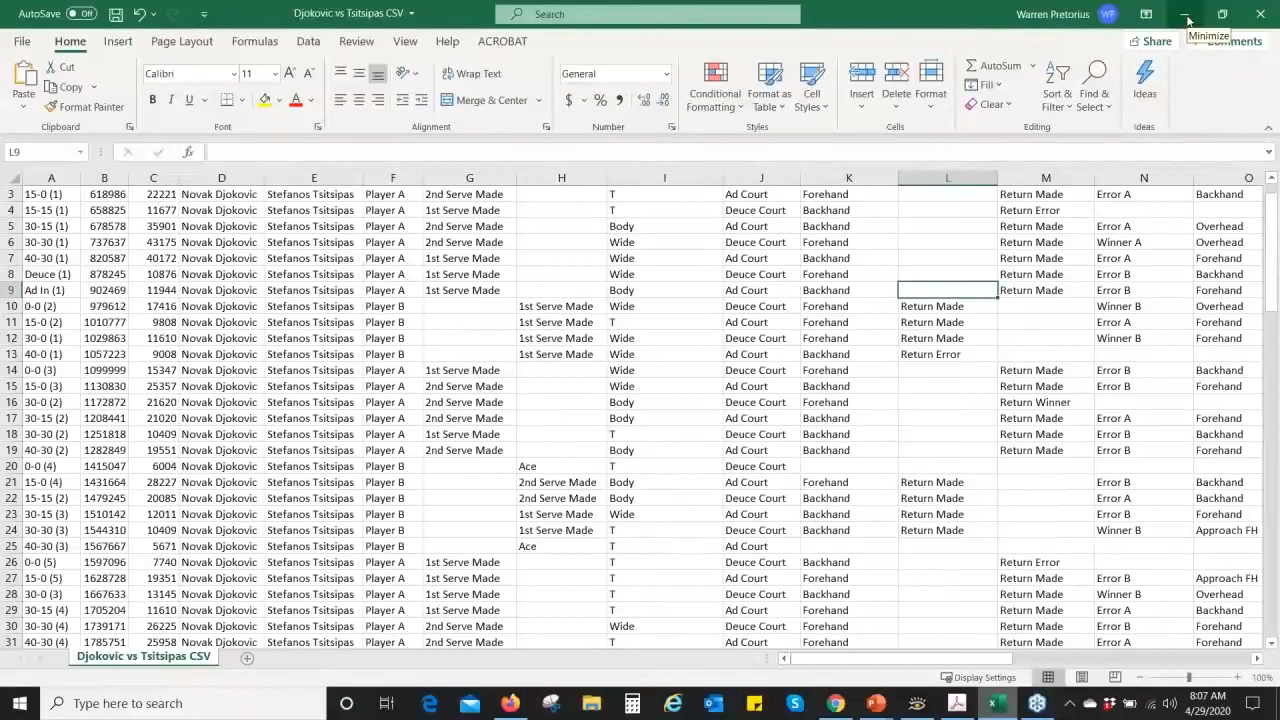 AutoSave Off Djokovic vs Tsitsipas CSV Search Warren Pretorius WP
Minimize
File Home Insert Page Layout Formulas Data Review View Help ACROBAT Share Comments
Paste Cut Copy Format Painter Calibri 11 Wrap Text Merge & Center General Conditional Formatting Format as Table Cell Styles Insert Delete Format AutoSum Fill Clear Sort & Filter Find & Select Ideas
Clipboard Font Alignment Number Styles Cells Editing Ideas
L9 fx
A B C D E F G H I J K L M N O
3 15-0 (1) 618986 22221 Novak Djokovic Stefanos Tsitsipas Player A 2nd Serve Made T Ad Court Forehand Return Made Error A Backhand
4 15-15 (1) 658825 11677 Novak Djokovic Stefanos Tsitsipas Player A 1st Serve Made T Deuce Court Backhand Return Error
5 30-15 (1) 678578 35901 Novak Djokovic Stefanos Tsitsipas Player A 2nd Serve Made Body Ad Court Backhand Return Made Error A Overhead
6 30-30 (1) 737637 43175 Novak Djokovic Stefanos Tsitsipas Player A 2nd Serve Made Wide Deuce Court Forehand Return Made Winner A Overhead
7 40-30 (1) 820587 40172 Novak Djokovic Stefanos Tsitsipas Player A 1st Serve Made Wide Ad Court Backhand Return Made Error A Forehand
8 Deuce (1) 878245 10876 Novak Djokovic Stefanos Tsitsipas Player A 1st Serve Made Wide Deuce Court Forehand Return Made Error B Backhand
9 Ad In (1) 902469 11944 Novak Djokovic Stefanos Tsitsipas Player A 1st Serve Made Body Ad Court Backhand Return Made Error B Forehand
10 0-0 (2) 979612 17416 Novak Djokovic Stefanos Tsitsipas Player B 1st Serve Made Wide Deuce Court Forehand Return Made Winner B Overhead
11 15-0 (2) 1010777 9808 Novak Djokovic Stefanos Tsitsipas Player B 1st Serve Made T Ad Court Forehand Return Made Error A Forehand
12 30-0 (1) 1029863 11610 Novak Djokovic Stefanos Tsitsipas Player B 1st Serve Made Wide Deuce Court Forehand Return Made Winner B Forehand
13 40-0 (1) 1057223 9008 Novak Djokovic Stefanos Tsitsipas Player B 1st Serve Made Wide Ad Court Backhand Return Error
14 0-0 (3) 1099999 15347 Novak Djokovic Stefanos Tsitsipas Player A 1st Serve Made Wide Deuce Court Forehand Return Made Error B Backhand
15 15-0 (3) 1130830 25357 Novak Djokovic Stefanos Tsitsipas Player A 2nd Serve Made Wide Ad Court Backhand Return Made Error B Forehand
16 30-0 (2) 1172872 21620 Novak Djokovic Stefanos Tsitsipas Player A 2nd Serve Made Body Deuce Court Forehand Return Winner
17 30-15 (2) 1208441 21020 Novak Djokovic Stefanos Tsitsipas Player A 2nd Serve Made Body Ad Court Backhand Return Made Error A Forehand
18 30-30 (2) 1251818 10409 Novak Djokovic Stefanos Tsitsipas Player A 1st Serve Made T Deuce Court Backhand Return Made Error B Backhand
19 40-30 (2) 1282849 19551 Novak Djokovic Stefanos Tsitsipas Player A 2nd Serve Made Body Ad Court Backhand Return Made Error B Forehand
20 0-0 (4) 1415047 6004 Novak Djokovic Stefanos Tsitsipas Player B Ace T Deuce Court
21 15-0 (4) 1431664 28227 Novak Djokovic Stefanos Tsitsipas Player B 2nd Serve Made Body Ad Court Forehand Return Made Error B Backhand
22 15-15 (2) 1479245 20085 Novak Djokovic Stefanos Tsitsipas Player B 2nd Serve Made Body Deuce Court Backhand Return Made Error A Backhand
23 30-15 (3) 1510142 12011 Novak Djokovic Stefanos Tsitsipas Player B 1st Serve Made Wide Ad Court Backhand Return Made Error B Forehand
24 30-30 (3) 1544310 10409 Novak Djokovic Stefanos Tsitsipas Player B 1st Serve Made T Deuce Court Backhand Return Made Winner B Approach FH
25 40-30 (3) 1567667 5671 Novak Djokovic Stefanos Tsitsipas Player B Ace T Ad Court
26 0-0 (5) 1597096 7740 Novak Djokovic Stefanos Tsitsipas Player A 1st Serve Made T Deuce Court Backhand Return Error
27 15-0 (5) 1628728 19351 Novak Djokovic Stefanos Tsitsipas Player A 1st Serve Made T Ad Court Forehand Return Made Error B Approach FH
28 30-0 (3) 1667633 13145 Novak Djokovic Stefanos Tsitsipas Player A 1st Serve Made T Deuce Court Backhand Return Made Winner B Overhead
29 30-15 (4) 1705204 11610 Novak Djokovic Stefanos Tsitsipas Player A 1st Serve Made T Ad Court Forehand Return Made Error A Backhand
30 30-30 (4) 1739171 26225 Novak Djokovic Stefanos Tsitsipas Player A 2nd Serve Made Wide Deuce Court Forehand Return Made Error B Forehand
31 40-30 (4) 1785751 25958 Novak Djokovic Stefanos Tsitsipas Player A 1st Serve Made T Ad Court Forehand Return Made Error A Forehand
Djokovic vs Tsitsipas CSV
Display Settings 100%
Type here to search 8:07 AM
4/29/2020